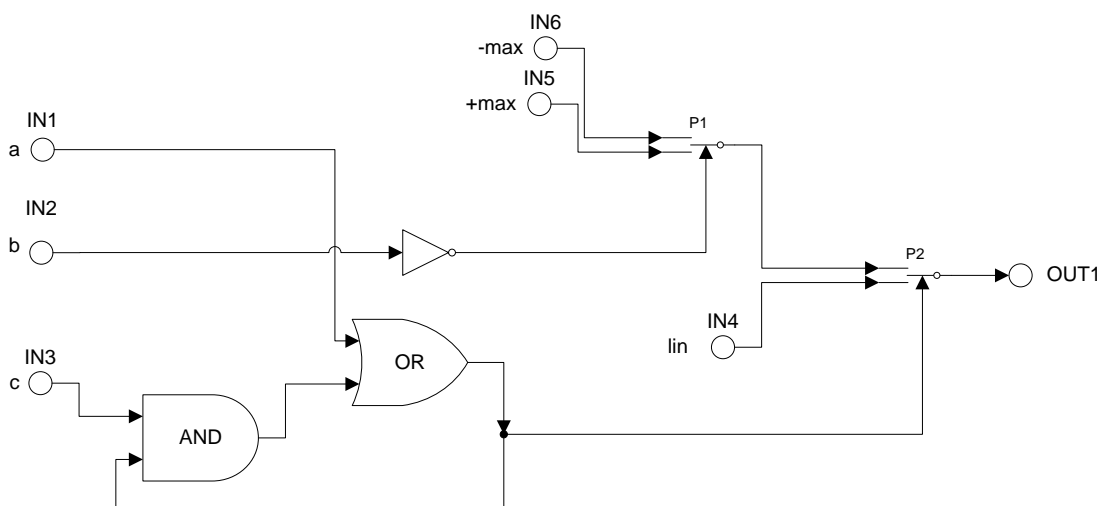 IN6
-max
IN5
+max
P1
IN1
a
IN2
b
P2
OUT1
IN4
lin
IN3
c
OR
AND